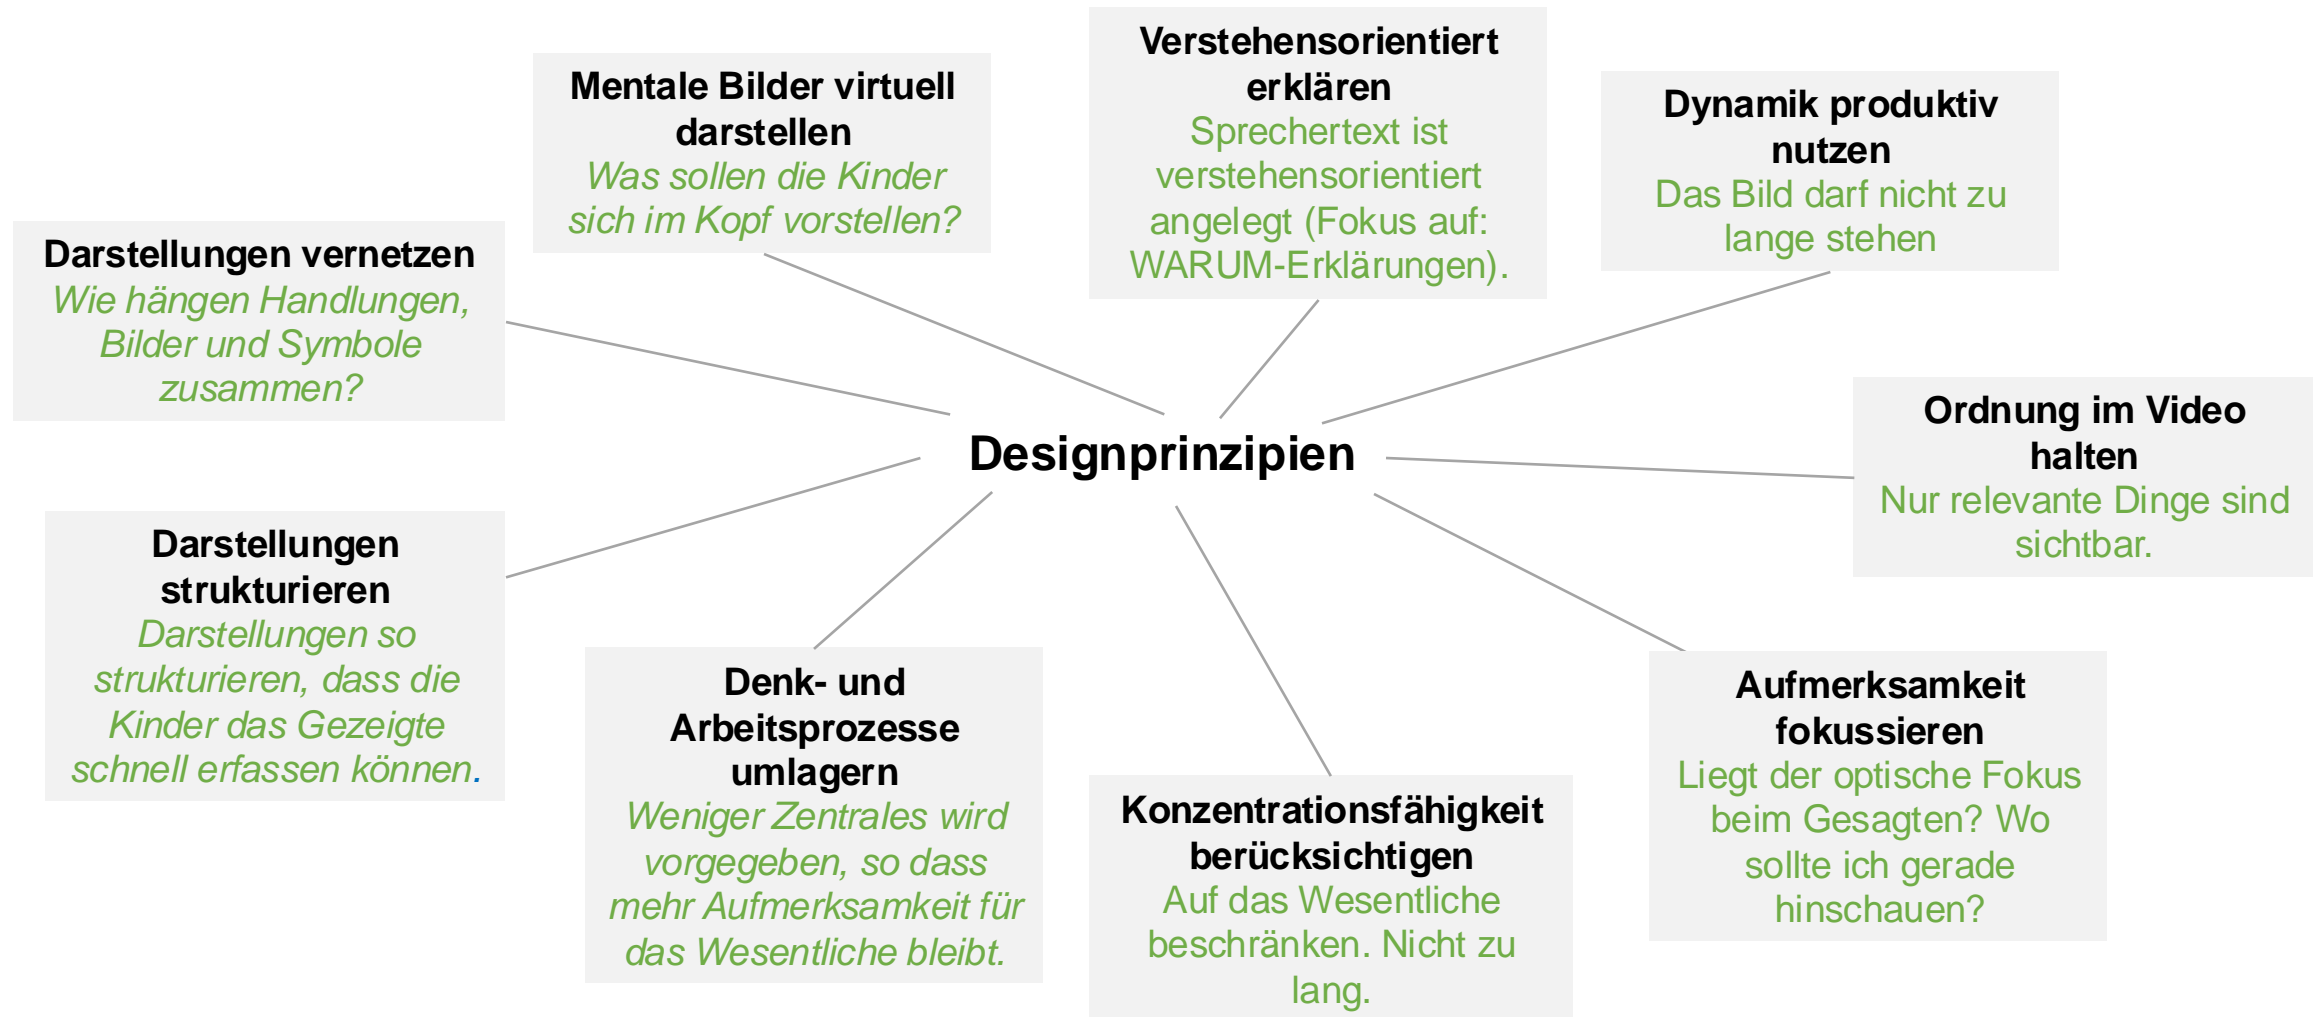 Verstehensorientiert
erklären
Sprechertext ist
verstehensorientiert
angelegt (Fokus auf:
WARUM-Erklärungen).
Mentale Bilder virtuell
darstellen
Was sollen die Kinder
sich im Kopf vorstellen?
Dynamik produktiv
nutzen
Das Bild darf nicht zu
lange stehen
Darstellungen vernetzen
Wie hängen Handlungen,
Bilder und Symbole
zusammen?
Ordnung im Video
halten
Nur relevante Dinge sind
sichtbar.
Designprinzipien
Darstellungen
strukturieren
Darstellungen so
strukturieren, dass die
Kinder das Gezeigte
schnell erfassen können.
Denk- und
Arbeitsprozesse
umlagern
Weniger Zentrales wird
vorgegeben, so dass
mehr Aufmerksamkeit für
das Wesentliche bleibt.
Konzentrationsfähigkeit
berücksichtigen
Auf das Wesentliche
beschränken. Nicht zu
lang.
Aufmerksamkeit
fokussieren
Liegt der optische Fokus
beim Gesagten? Wo
sollte ich gerade
hinschauen?